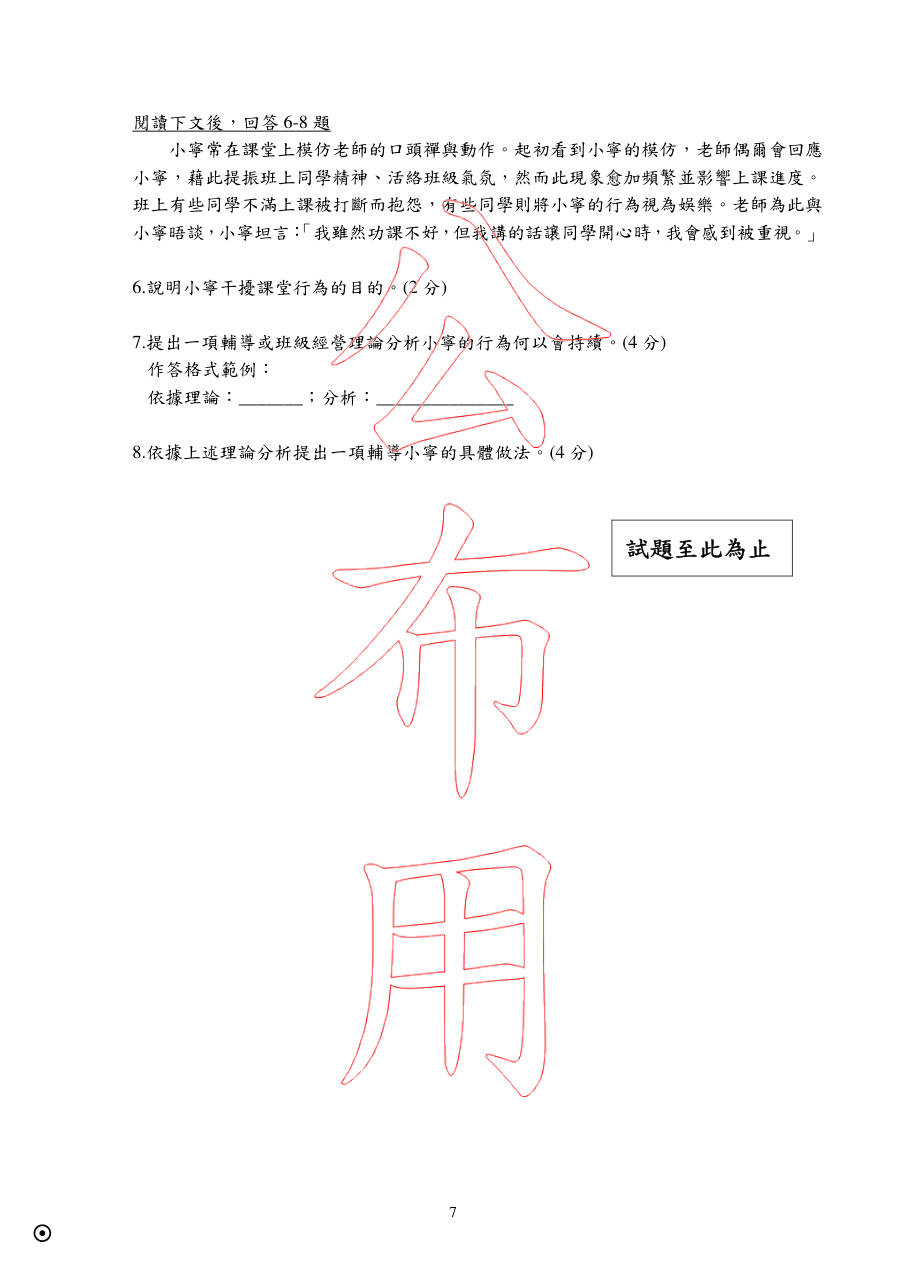 閱讀下文後，回答 6-8 題
小寧常在課堂上模仿老師的口頭禪與動作。起初看到小寧的模仿，老師偶爾會回應
小寧，藉此提振班上同學精神、活絡班級氣氛，然而此現象愈加頻繁並影響上課進度。
班上有些同學不滿上課被打斷而抱怨，有些同學則將小寧的行為視為娛樂。老師為此與
小寧晤談，小寧坦言：「我雖然功課不好，但我講的話讓同學開心時，我會感到被重視。」
6.說明小寧干擾課堂行為的目的。(2 分)
7.提出一項輔導或班級經營理論分析小寧的行為何以會持續。(4 分)
作答格式範例：
依據理論：_______；分析：_______________
8.依據上述理論分析提出一項輔導小寧的具體做法。(4 分)
試題至此為止
公
布
用
7